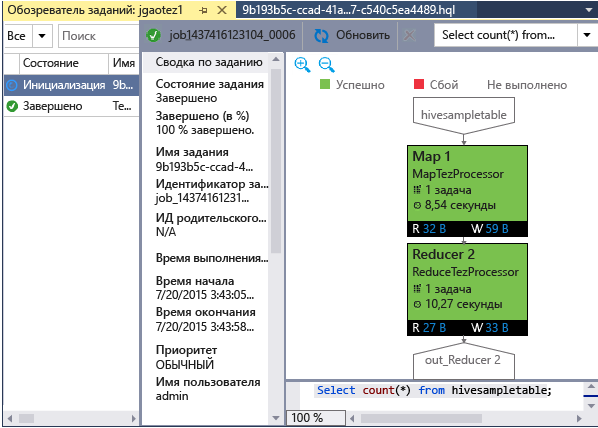 Обозреватель заданий: jgaotez1
9b193b5c-ccad-41a...7-c540c5ea4489.hql
Все
Поиск
job1437416123104_0006
Обновить
Select count(*) from...
Состояние
Имя
Инициализация
9b...
Завершено
Te...
Сводка по заданию
Состояние задания
Завершено
Завершено (в %)
100 % завершено.
Имя задания
9b193b5c-ccad-4...
Идентификатор за...
job_14374161231...
ИД родительского...
N/A
Время выполнения...
Время начала
7/20/2015 3:43:05...
Время окончания
7/20/2015 3:43:58...
Приоритет
ОБЫЧНЫЙ
Имя пользователя
admin
Успешно
Сбой
Не выполнено
hivesampletable
Map 1
MapTezProcessor
1 задача
8,54 секунды
R 32 B W 59 B
Reducer 2
ReduceTezProcessor
1 задача
10,27 секунды
R 27 B W 33 B
out_Reducer 2
Select count(*) from hivesampletable;
100 %